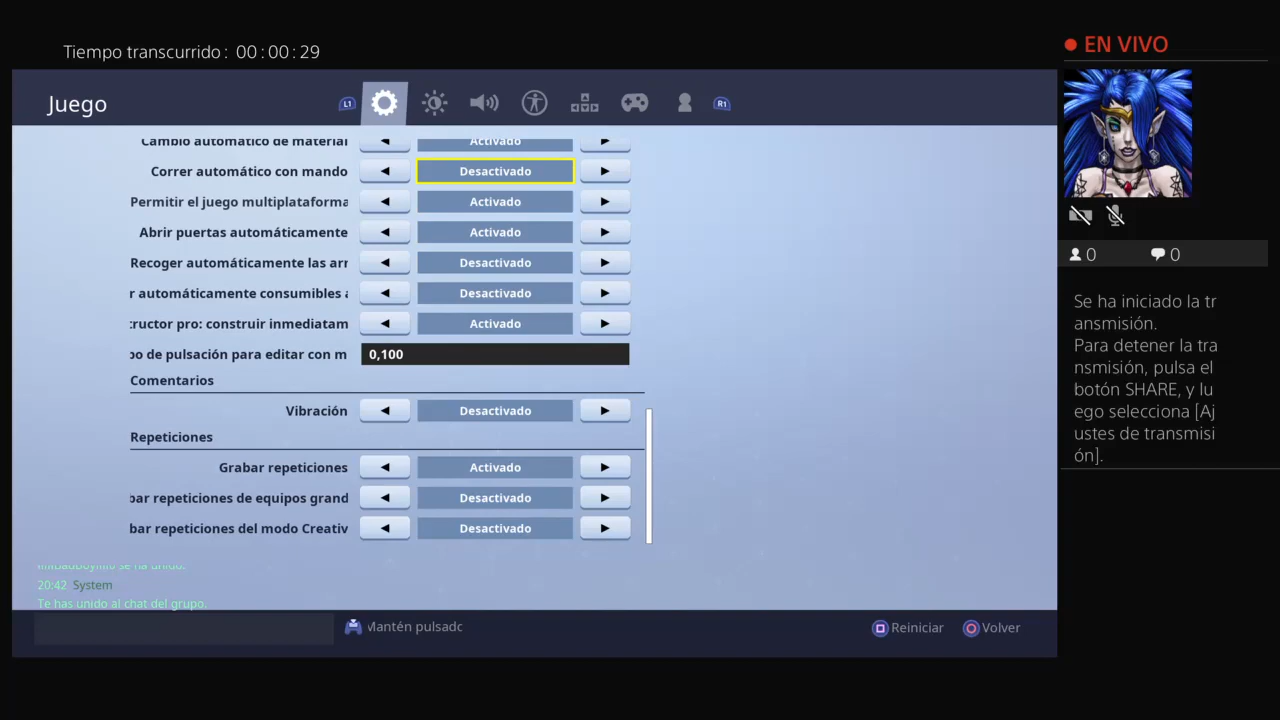 Tiempo transcurrido: 00:00:29
EN VIVO
Juego
L1
R1
Cambio automático de material
Activado
Correr automático con mando
Desactivado
Permitir el juego multiplataforma
Activado
Abrir puertas automáticamente
Activado
Recoger automáticamente las arr
Desactivado
r automáticamente consumibles a
Desactivado
tructor pro: construir inmediatam
Activado
po de pulsación para editar con m
0,100
Comentarios
Vibración
Desactivado
Repeticiones
Grabar repeticiones
Activado
bar repeticiones de equipos grand
Desactivado
bar repeticiones del modo Creativ
Desactivado
se ha unido.
20:42 System
Te has unido al chat del grupo.
Mantén pulsado
Reiniciar
Volver
0
0
Se ha iniciado la tr
ansmisión.
Para detener la tra
nsmisión, pulsa el
botón SHARE, y lu
ego selecciona [Aj
ustes de transmisi
ón].